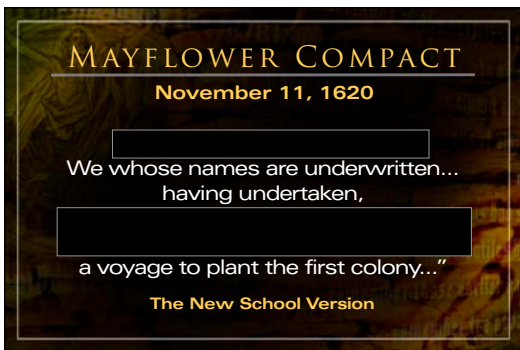 MAYFLOWER COMPACT
November 11, 1620
We whose names are underwritten...
having undertaken,
a voyage to plant the first colony...”
The New School Version